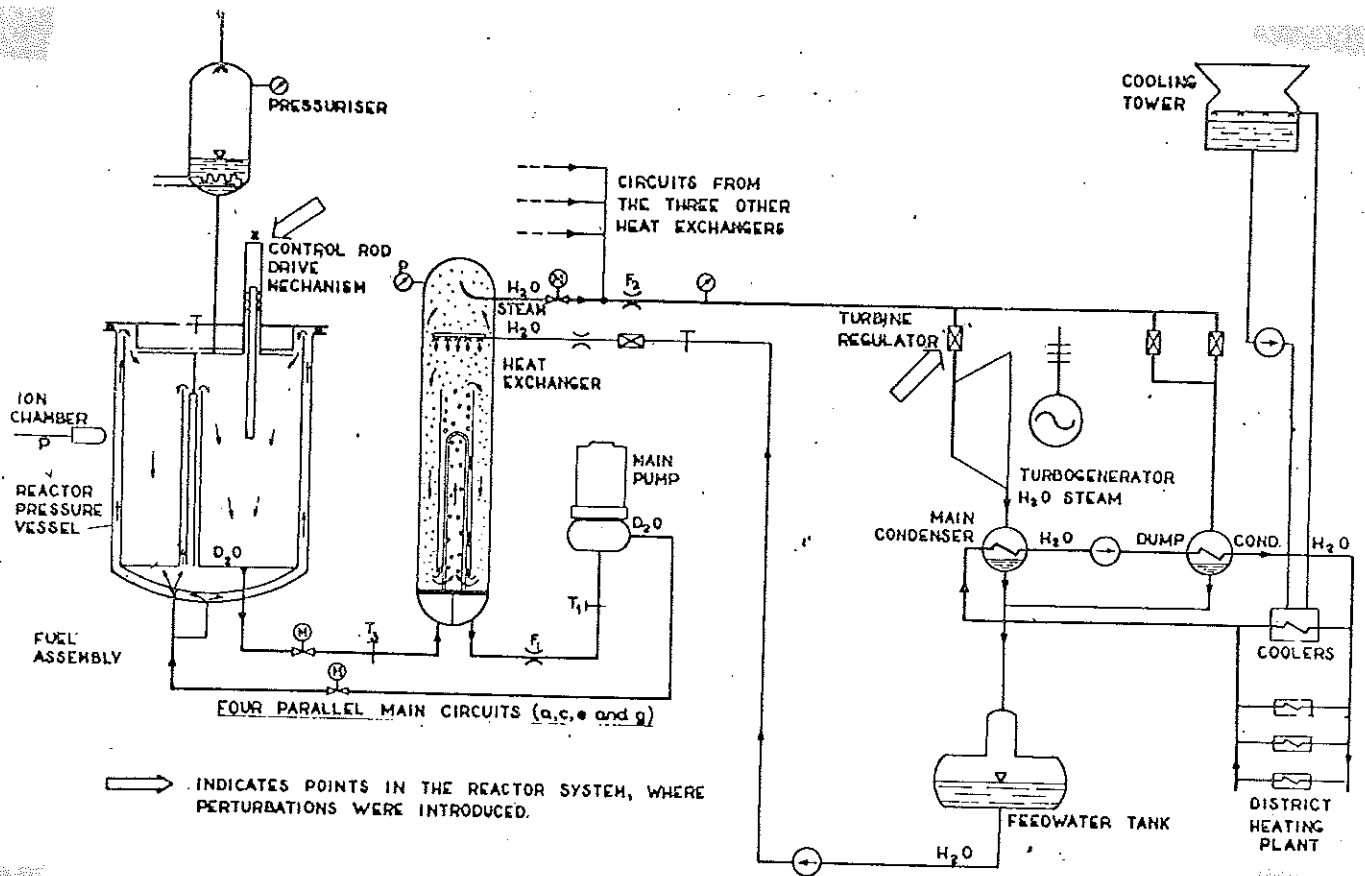 PRESSURISER
CONTROL ROD
DRIVE
MECHANISM
T
ION
CHAMBER
P
REACTOR
PRESSURE
VESSEL
D₂O
FUEL
ASSEMBLY
M
M
T₃
FOUR PARALLEL MAIN CIRCUITS (a,c,e and g)
INDICATES POINTS IN THE REACTOR SYSTEM, WHERE
PERTURBATIONS WERE INTRODUCED.
CIRCUITS FROM
THE THREE OTHER
HEAT EXCHANGERS
P
H₂O
STEAM
M
F₂
H₂O
T
HEAT
EXCHANGER
MAIN
PUMP
D₂O
T₁
F₁
TURBINE
REGULATOR
TURBOGENERATOR
H₂O STEAM
MAIN
CONDENSER
H₂O
DUMP
COND.
H₂O
COOLING
TOWER
COOLERS
DISTRICT
HEATING
PLANT
FEEDWATER TANK
H₂O